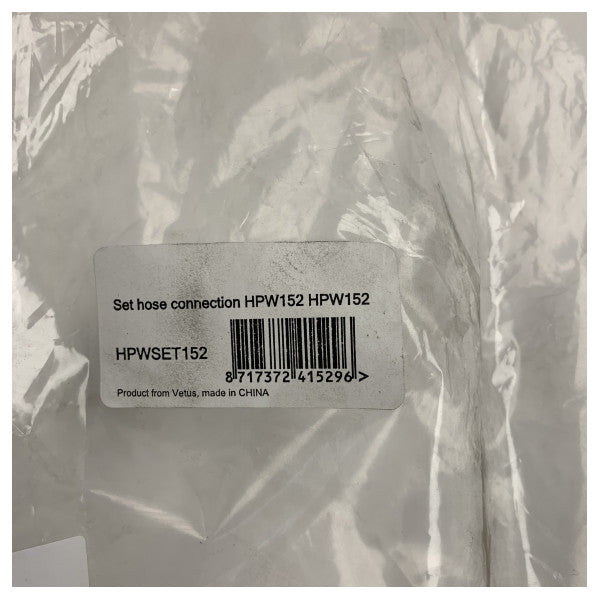 Set hose connection HPW152 HPW152
HPWSET152
8 717372 415296 >
Product from Vetus, made in CHINA